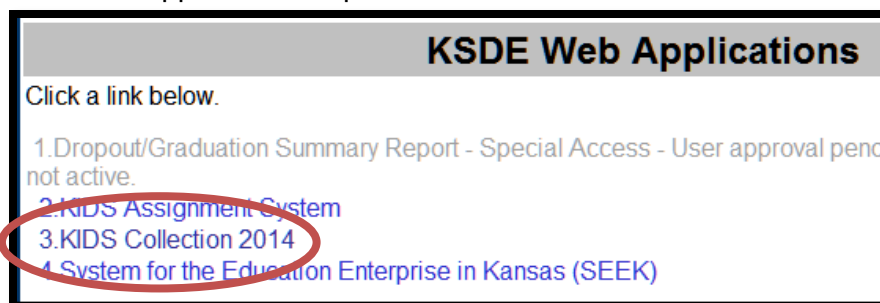 KSDE Web Applications
Click a link below.
1.Dropout/Graduation Summary Report - Special Access - User approval
not active.
2.KIDS Assignment System
3.KIDS Collection 2014
4.System for the Education Enterprise in Kansas (SEEK)